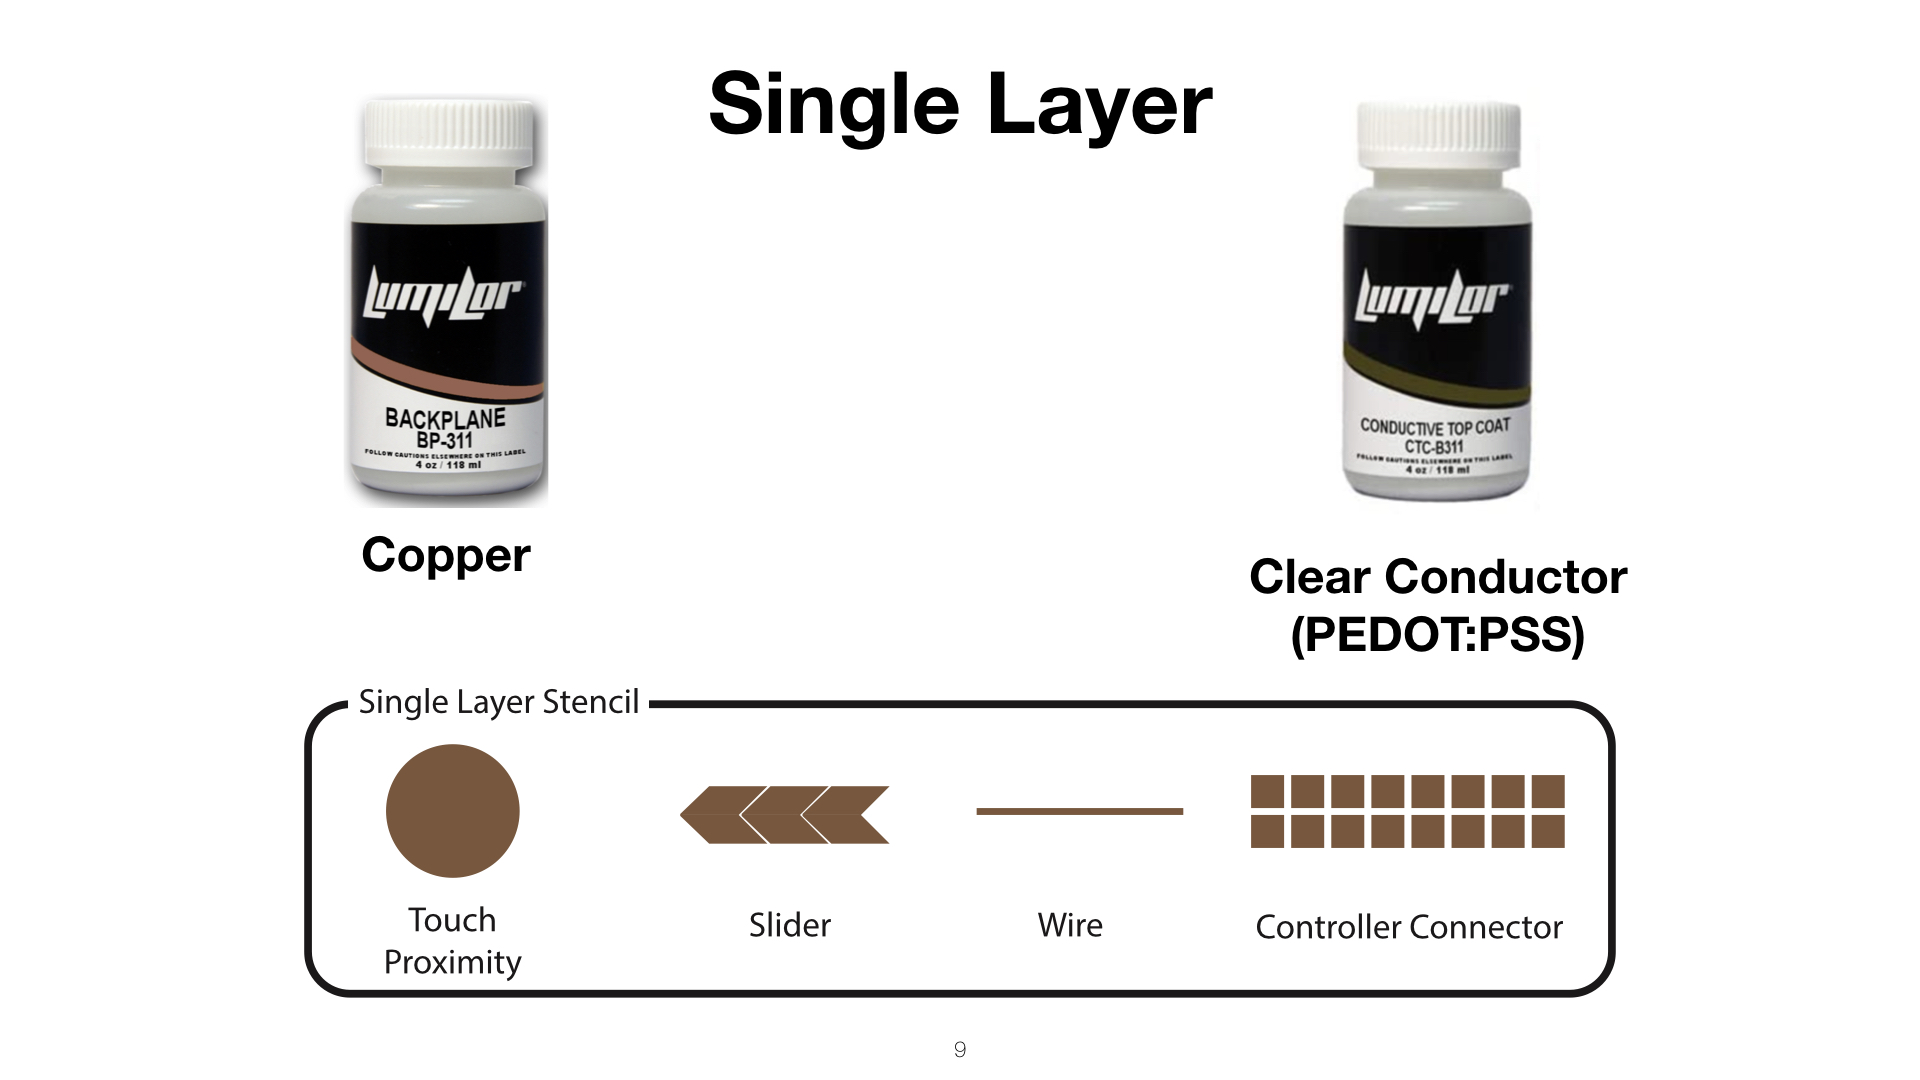 Single Layer
LumiLor
BACKPLANE
BP-311
FOLLOW CAUTIONS ELSEWHERE ON THIS LABEL
4 oz / 118 ml
Copper
LumiLor
CONDUCTIVE TOP COAT
CTC-B311
FOLLOW CAUTIONS ELSEWHERE ON THIS LABEL
4 oz / 118 ml
Clear Conductor
(PEDOT:PSS)
Single Layer Stencil
Touch
Proximity
Slider
Wire
Controller Connector
9